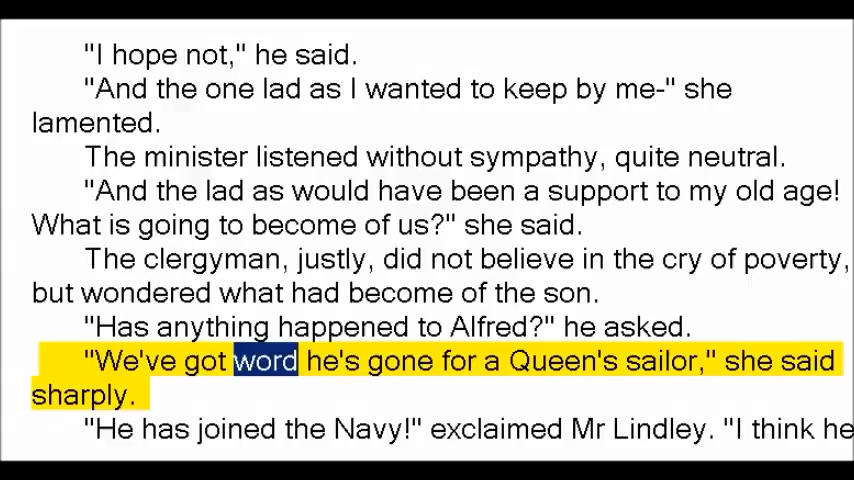 "I hope not," he said.
"And the one lad as I wanted to keep by me-" she
lamented.
The minister listened without sympathy, quite neutral.
"And the lad as would have been a support to my old age!
What is going to become of us?" she said.
The clergyman, justly, did not believe in the cry of poverty,
but wondered what had become of the son.
"Has anything happened to Alfred?" he asked.
"We've got word he's gone for a Queen's sailor," she said
sharply.
"He has joined the Navy!" exclaimed Mr Lindley. "I think he